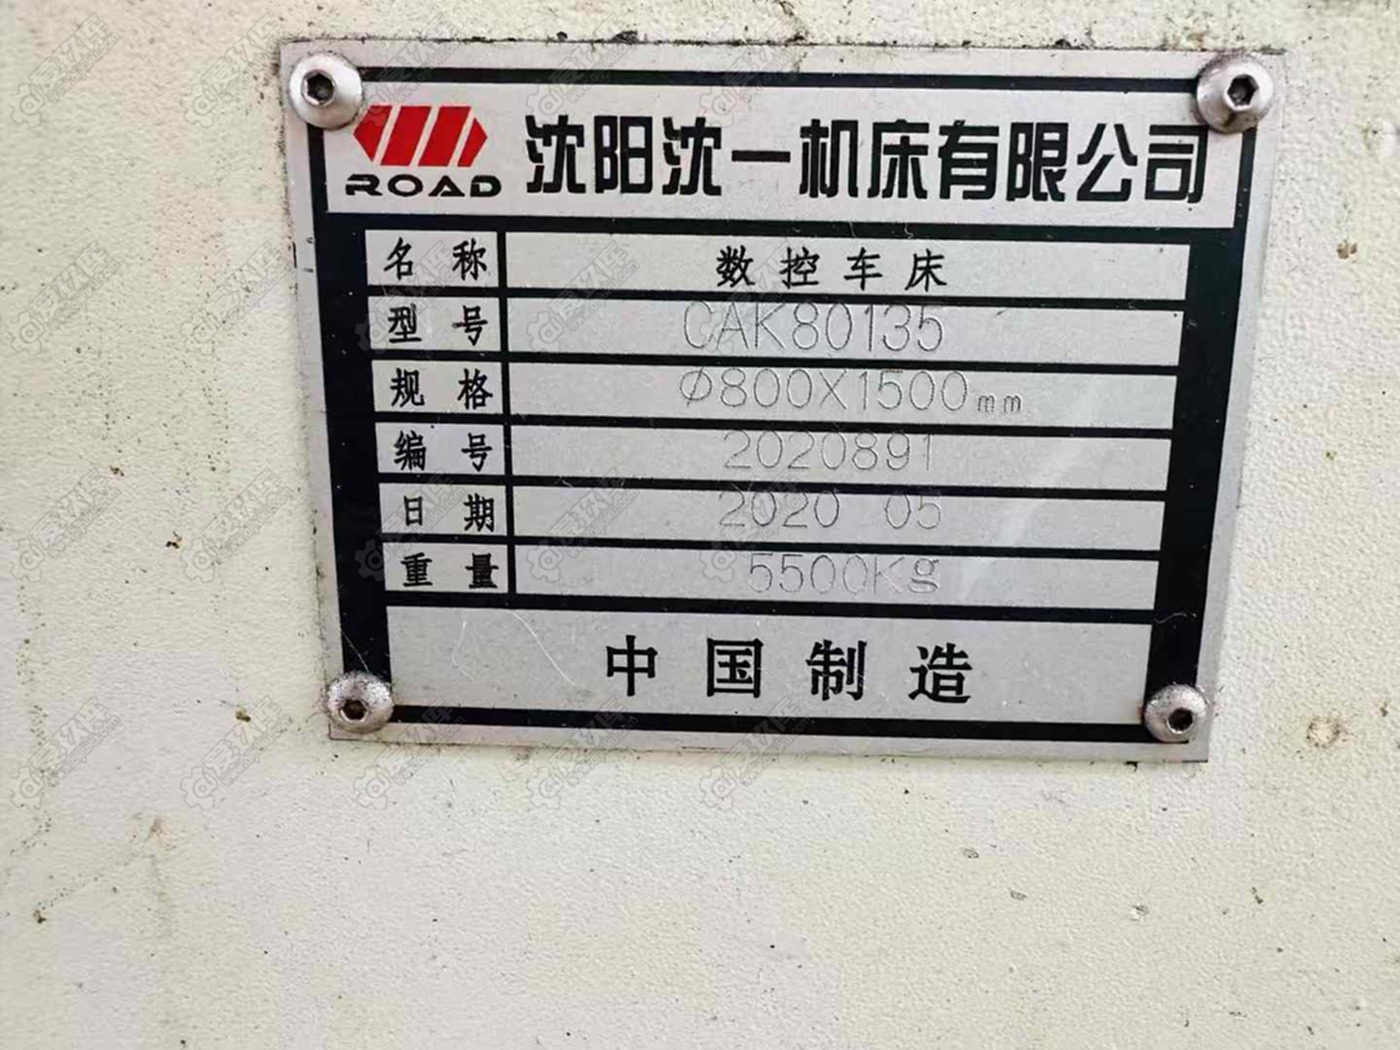 ROAD 沈阳沈一机床有限公司
名称 数控车床
型号 CAK80135
规格 Φ800X1500mm
编号 2020891
日期 2020 05
重量 5500Kg
中国制造